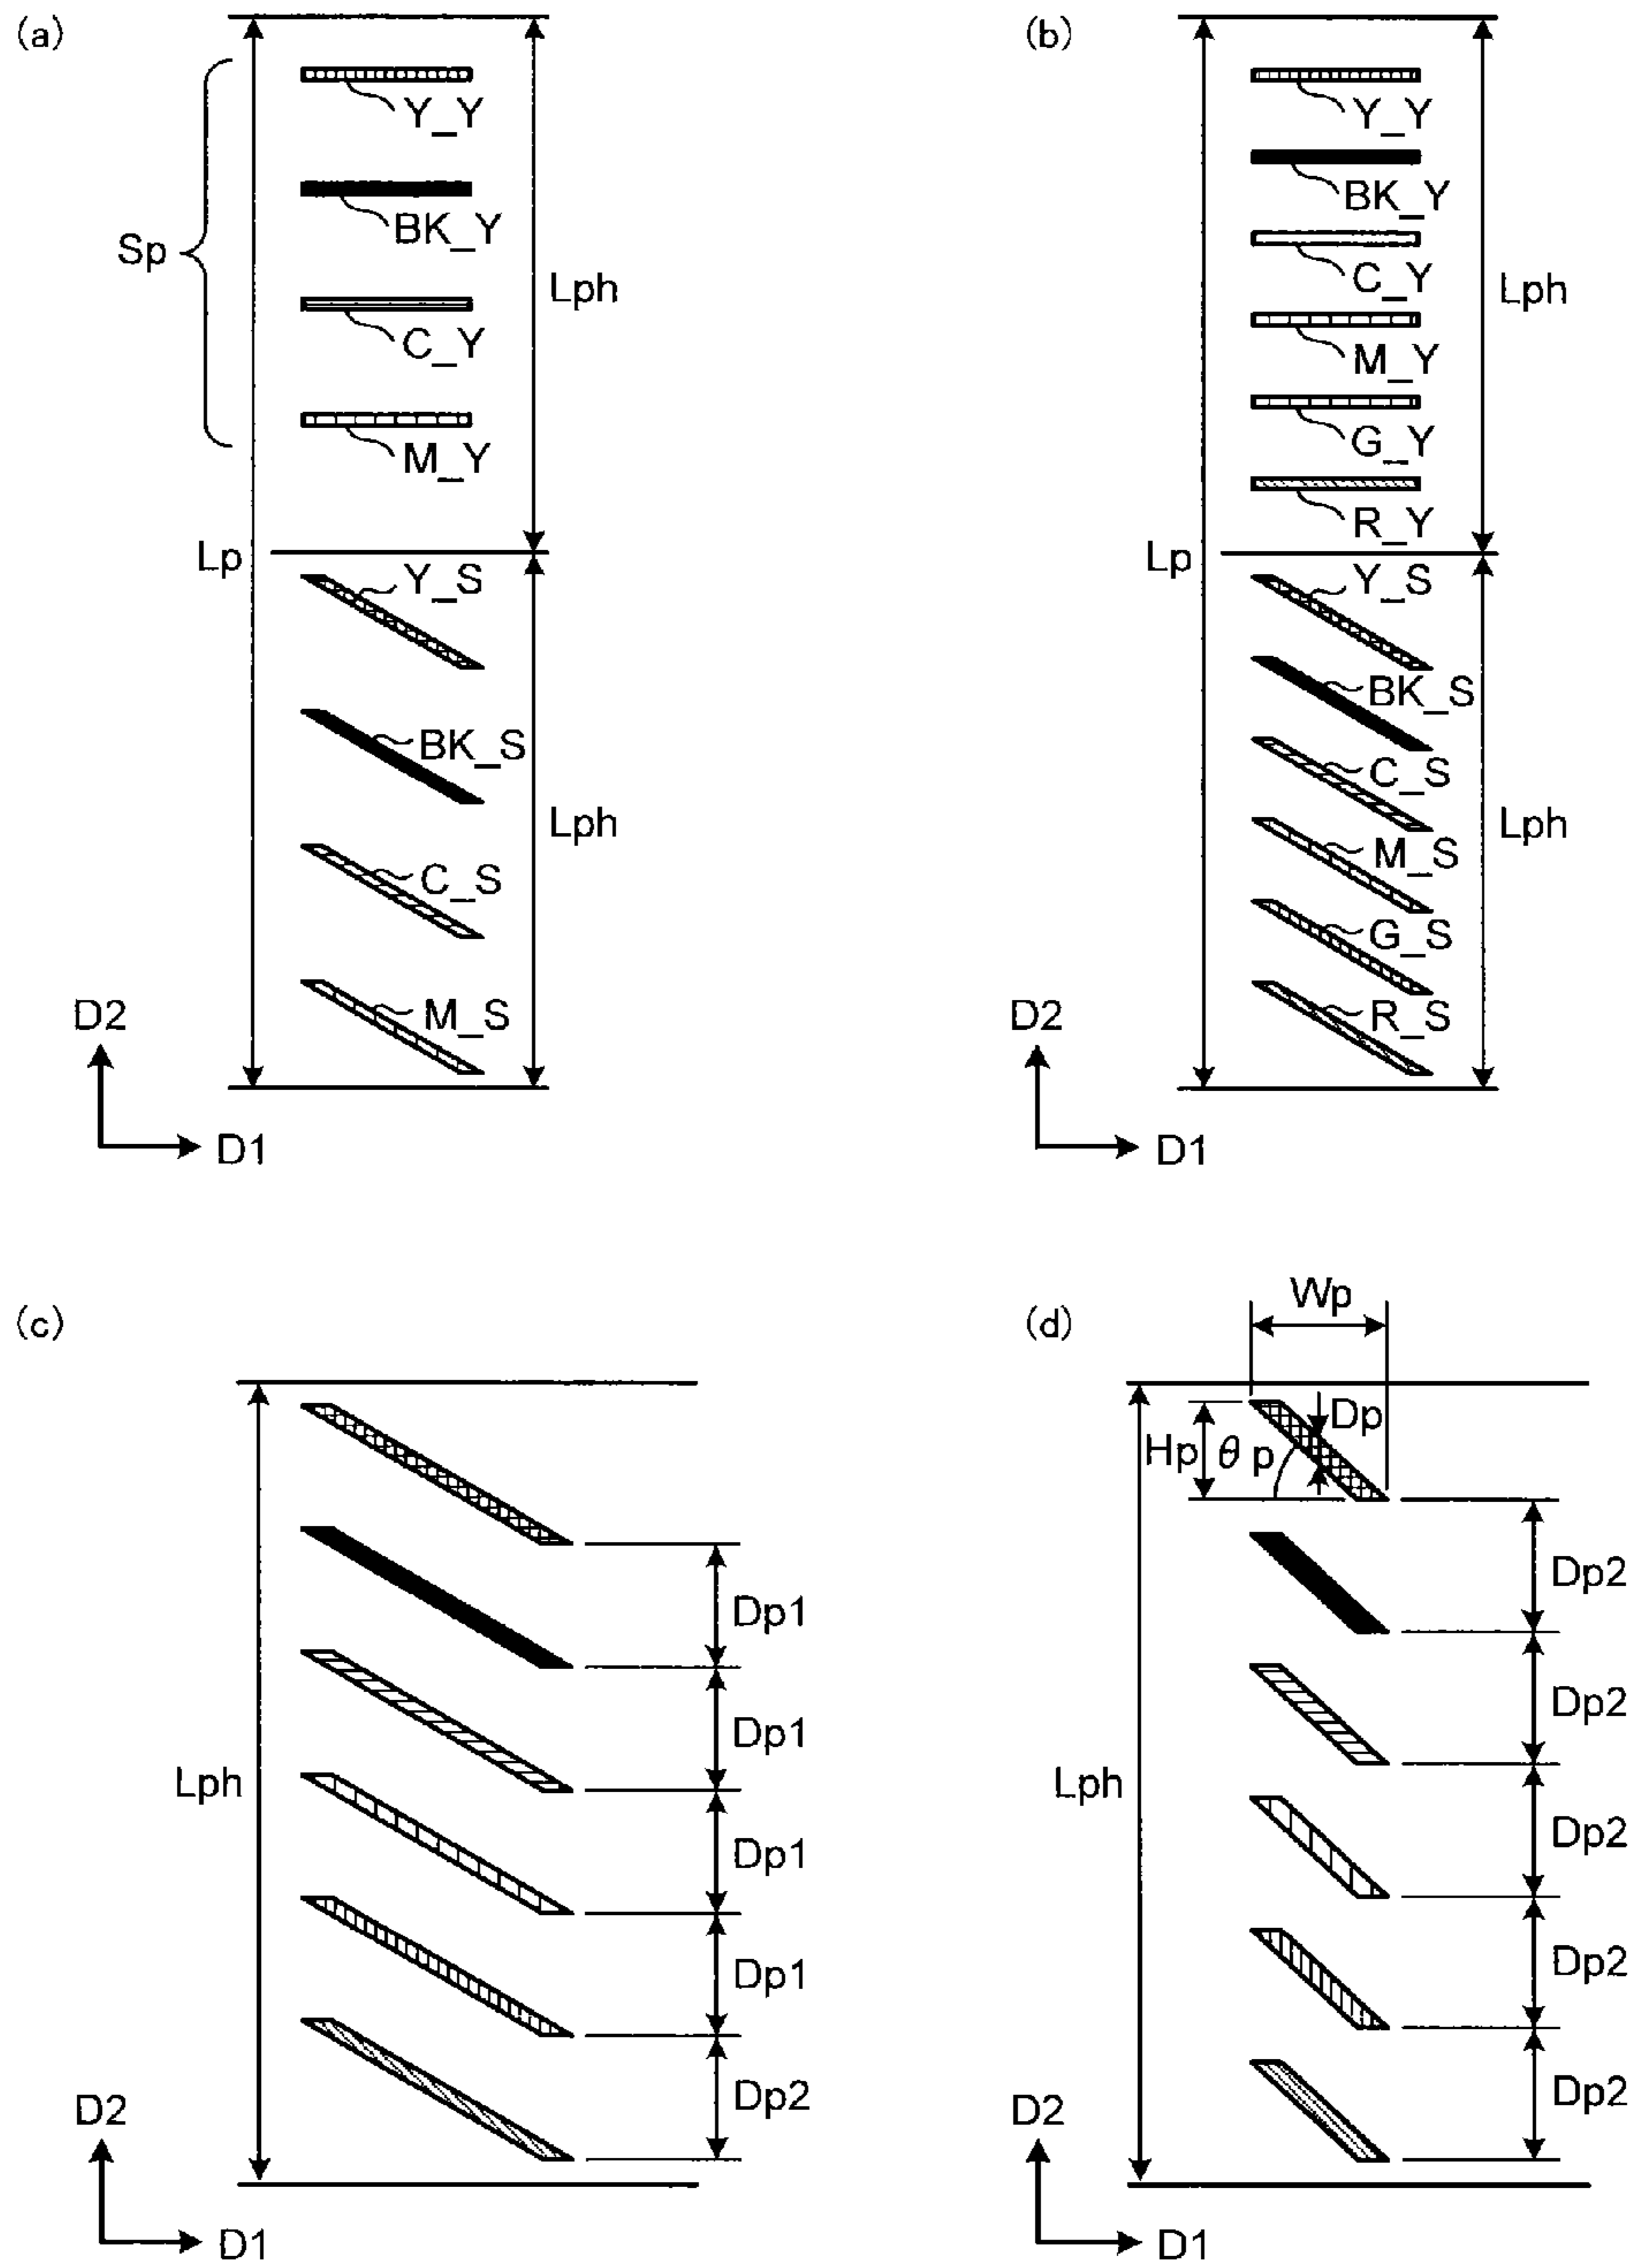 (a)
Sp
Y_Y
BK_Y
C_Y
M_Y
Lph
Lp
Y_S
BK_S
C_S
M_S
Lph
D2
D1
(b)
Y_Y
BK_Y
C_Y
M_Y
G_Y
R_Y
Lph
Lp
Y_S
BK_S
C_S
M_S
G_S
R_S
Lph
D2
D1
(c)
Lph
Dp1
Dp1
Dp1
Dp1
Dp2
D2
D1
(d)
Wp
Dp
Hp
θp
Lph
Dp2
Dp2
Dp2
Dp2
Dp2
D2
D1